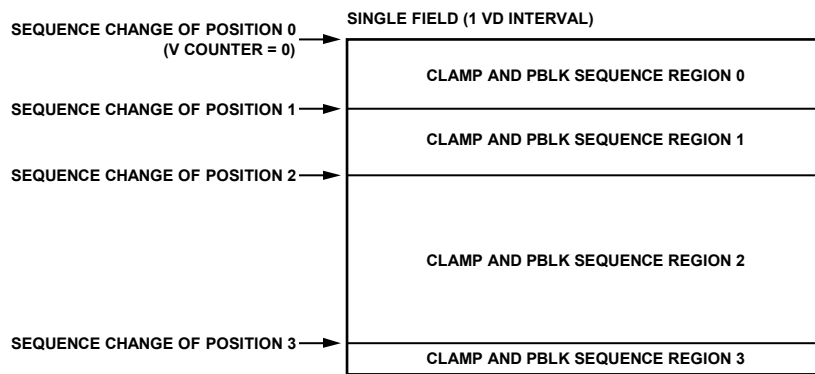 SINGLE FIELD (1 VD INTERVAL)
SEQUENCE CHANGE OF POSITION 0
(V COUNTER = 0)
CLAMP AND PBLK SEQUENCE REGION 0
SEQUENCE CHANGE OF POSITION 1
CLAMP AND PBLK SEQUENCE REGION 1
SEQUENCE CHANGE OF POSITION 2
CLAMP AND PBLK SEQUENCE REGION 2
SEQUENCE CHANGE OF POSITION 3
CLAMP AND PBLK SEQUENCE REGION 3